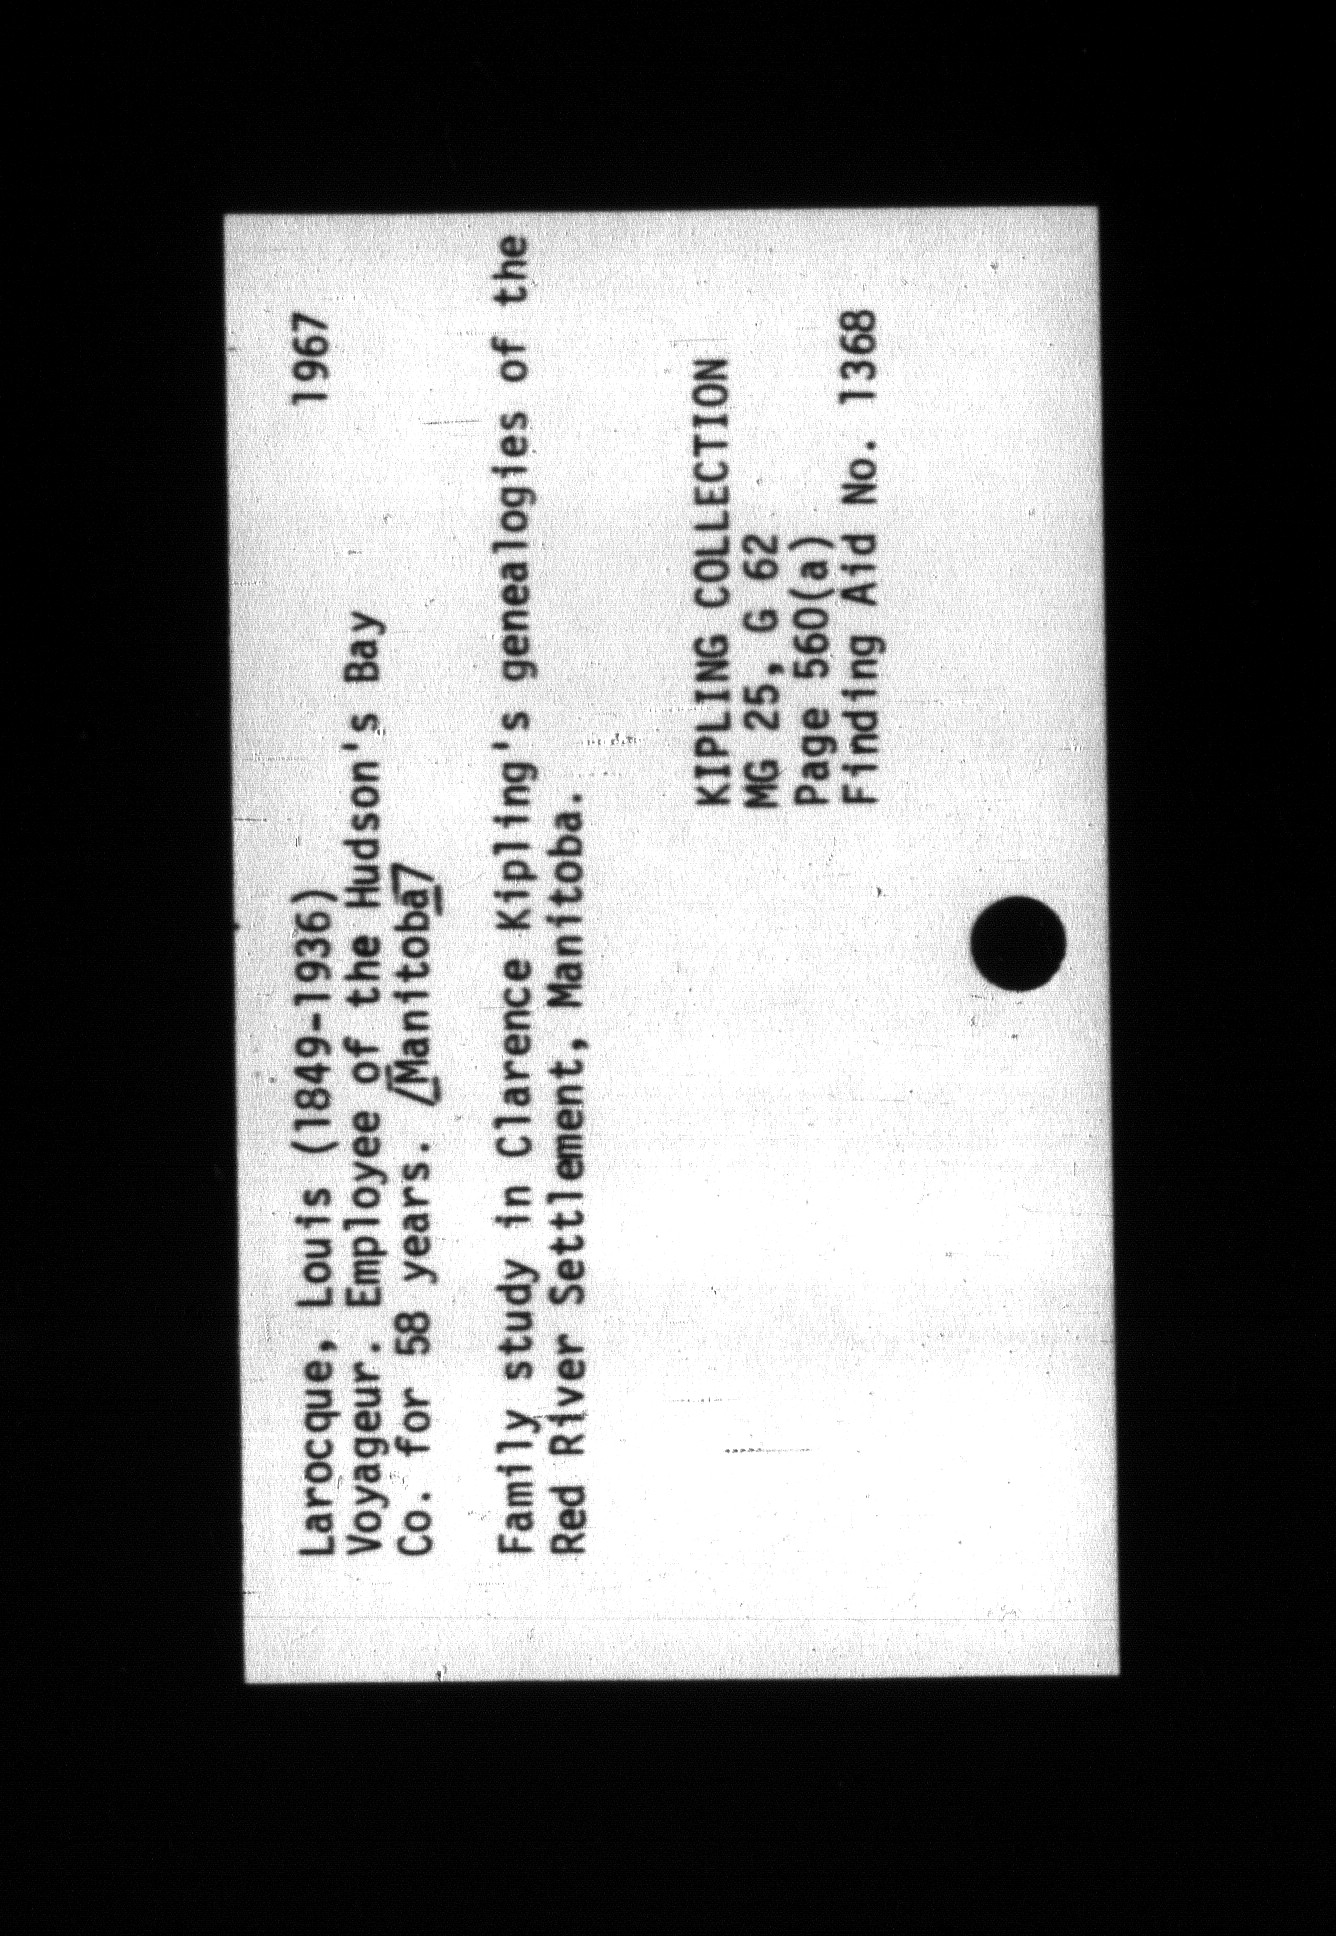 Larocque, Louis (1849-1936) 1967
Voyageur. Employee of the Hudson's Bay
Co. for 58 years. [Manitoba]
Family study in Clarence Kipling's genealogies of the
Red River Settlement, Manitoba.
KIPLING COLLECTION
MG 25, G 62
Page 560(a)
Finding Aid No. 1368